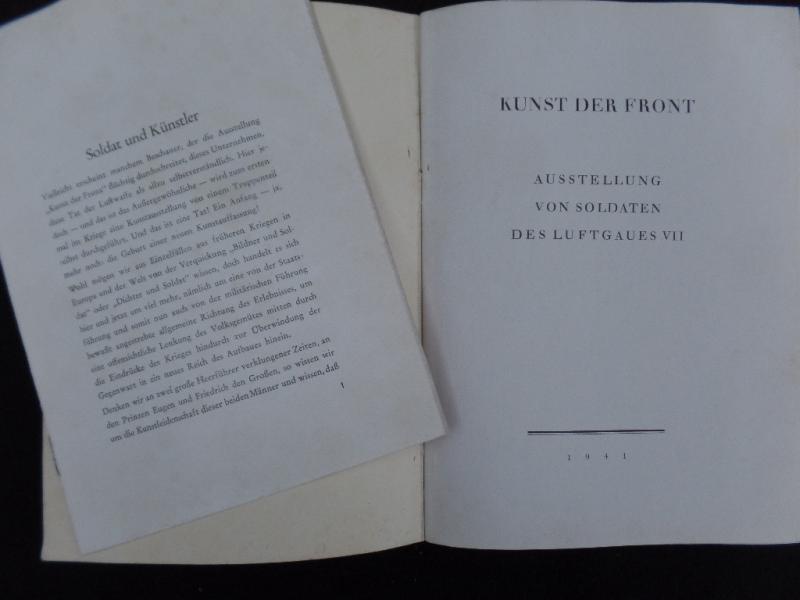 Soldat und Künstler
Vielleicht erscheint manchem Beschauer, der die Ausstellung
„Kunst der Front“ flüchtig durchschreitet, dieses Unternehmen,
diese Tat der Luftwaffe als allzu selbstverständlich. Hier je-
doch — und das ist das Außergewöhnliche — wird zum ersten
mal im Kriege eine Kunstausstellung von einem Truppenteil
selbst durchgeführt. Und das ist eine Tat! Ein Anfang — ja,
mehr noch: die Geburt einer neuen Kunstauffassung!
Wohl mögen wir aus Einzelfällen aus früheren Kriegen in
Europa und der Welt von der Verquickung „Bildner und Sol-
dat“ oder „Dichter und Soldat“ wissen, doch handelt es sich
hier und jetzt um viel mehr, nämlich um eine von der Staats-
führung und somit nun auch von der militärischen Führung
bewußt angestrebte allgemeine Richtung des Erlebnisses, um
eine offensichtliche Lenkung des Volksgemütes mitten durch
die Eindrücke des Krieges hindurch zur Überwindung der
Gegenwart in ein neues Reich des Aufbaues hinein.
Denken wir an zwei große Heerführer verklungener Zeiten, an
den Prinzen Eugen und Friedrich den Großen, so wissen wir
um die Kunstleidenschaft dieser beiden Männer und wissen, daß
1
KUNST DER FRONT
AUSSTELLUNG
VON SOLDATEN
DES LUFTGAUES VII
1941